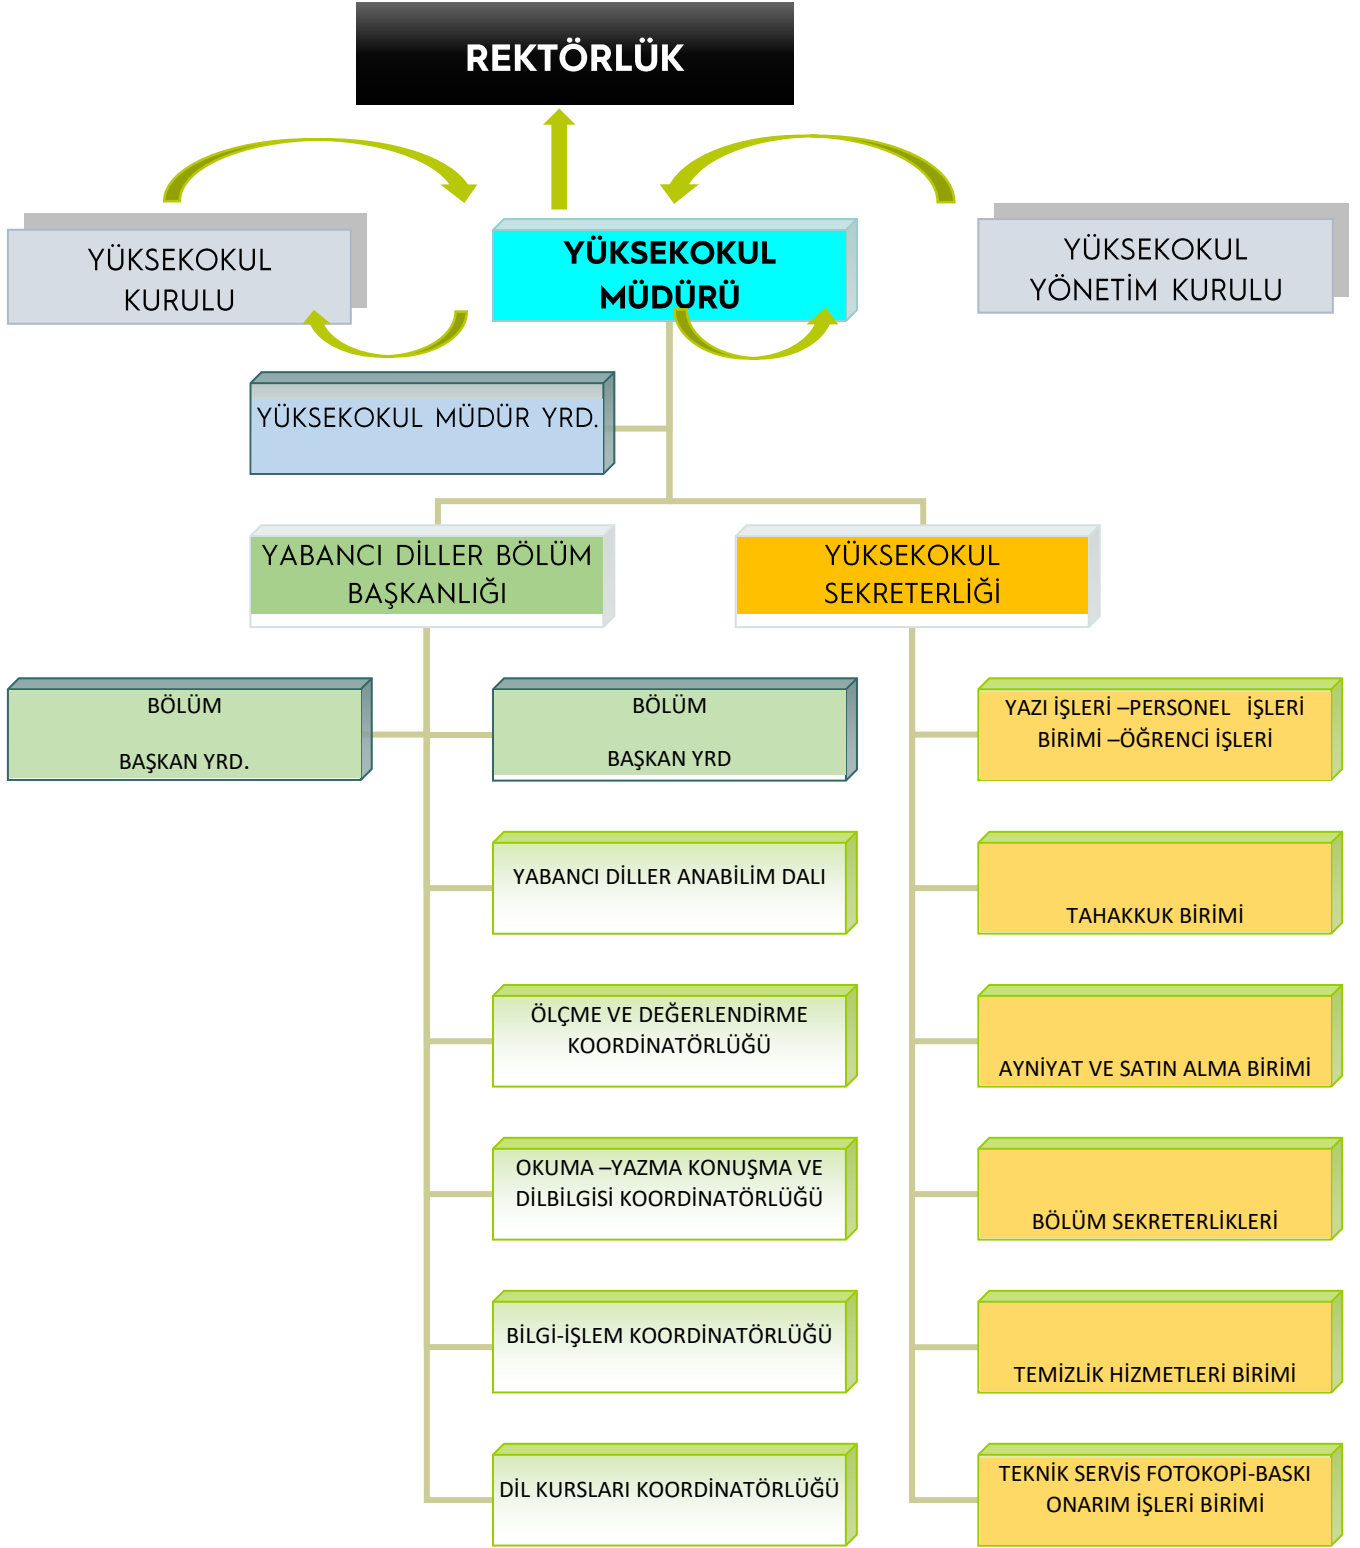 REKTÖRLÜK
YÜKSEKOKUL
KURULU
YÜKSEKOKUL
MÜDÜRÜ
YÜKSEKOKUL
YÖNETİM KURULU
YÜKSEKOKUL MÜDÜR YRD.
YABANCI DİLLER BÖLÜM
BAŞKANLIĞI
YÜKSEKOKUL
SEKRETERLİĞİ
BÖLÜM
BAŞKAN YRD.
BÖLÜM
BAŞKAN YRD
YAZI İŞLERİ –PERSONEL İŞLERİ
BİRİMİ –ÖĞRENCİ İŞLERİ
YABANCI DİLLER ANABİLİM DALI
TAHAKKUK BİRİMİ
ÖLÇME VE DEĞERLENDİRME
KOORDİNATÖRLÜĞÜ
AYNİYAT VE SATIN ALMA BİRİMİ
OKUMA –YAZMA KONUŞMA VE
DİLBİLGİSİ KOORDİNATÖRLÜĞÜ
BÖLÜM SEKRETERLİKLERİ
BİLGİ-İŞLEM KOORDİNATÖRLÜĞÜ
TEMİZLİK HİZMETLERİ BİRİMİ
DİL KURSLARI KOORDİNATÖRLÜĞÜ
TEKNİK SERVİS FOTOKOPİ-BASKI
ONARIM İŞLERİ BİRİMİ